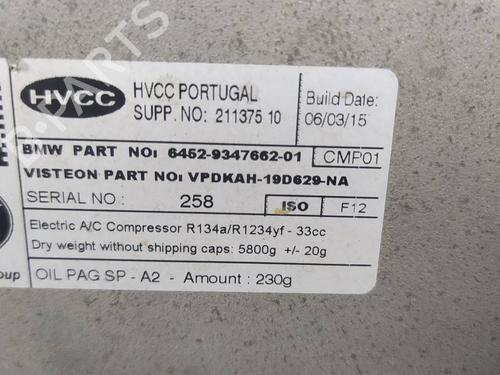 HVCC
HVCC PORTUGAL
SUPP. NO: 211375 10
Build Date:
06/03/15
BMW PART NO: 6452-9347662-01
CMP01
VISTEON PART NO: VPDKAH-19D629-NA
SERIAL NO.: 258
ISO
F12
Electric A/C Compressor R134a/R1234yf - 33cc
Dry weight without shipping caps: 5800g +/- 20g
OIL PAG SP - A2 - Amount : 230g